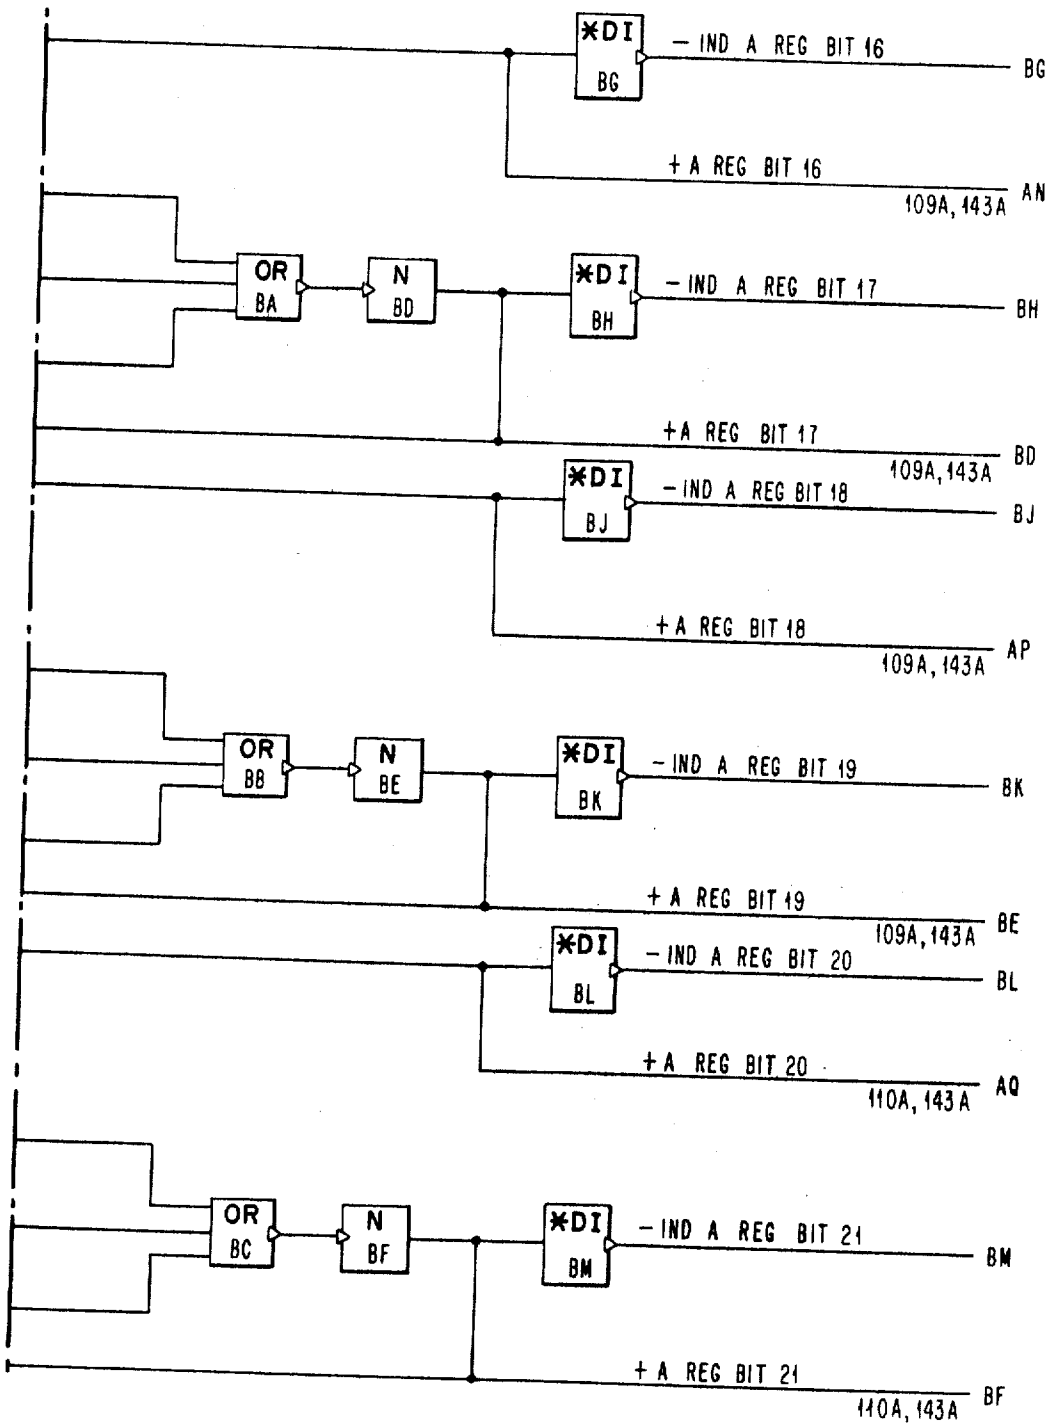 *DI
BG
- IND A REG BIT 16
BG
+ A REG BIT 16
AN
109A, 143A
OR
BA
N
BD
*DI
BH
- IND A REG BIT 17
BH
+ A REG BIT 17
BD
109A, 143A
*DI
BJ
- IND A REG BIT 18
BJ
+ A REG BIT 18
AP
109A, 143A
OR
BB
N
BE
*DI
BK
- IND A REG BIT 19
BK
+ A REG BIT 19
BE
109A, 143A
*DI
BL
- IND A REG BIT 20
BL
+ A REG BIT 20
AQ
110A, 143A
OR
BC
N
BF
*DI
BM
- IND A REG BIT 21
BM
+ A REG BIT 21
BF
110A, 143A